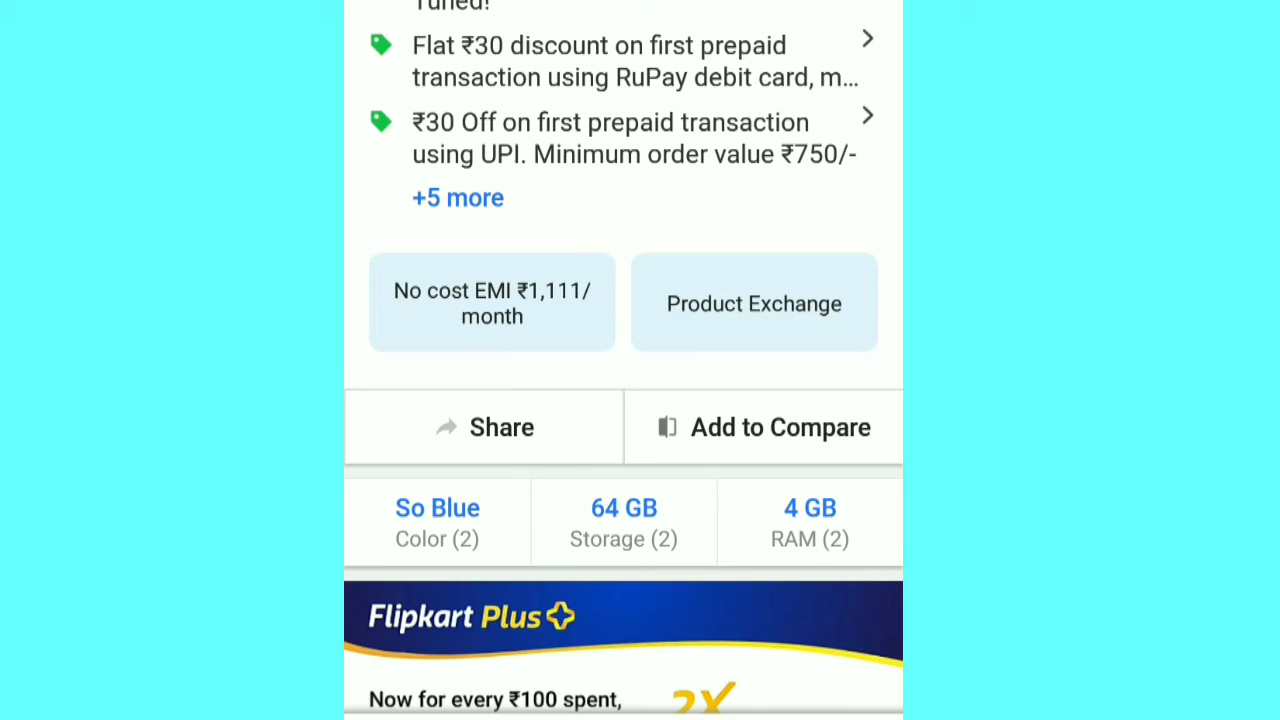 Tuned!
Flat ₹30 discount on first prepaid
transaction using RuPay debit card, m...
₹30 Off on first prepaid transaction
using UPI. Minimum order value ₹750/-
+5 more
No cost EMI ₹1,111/
month
Product Exchange
Share
Add to Compare
So Blue
Color (2)
64 GB
Storage (2)
4 GB
RAM (2)
Flipkart Plus
Now for every ₹100 spent,
2X